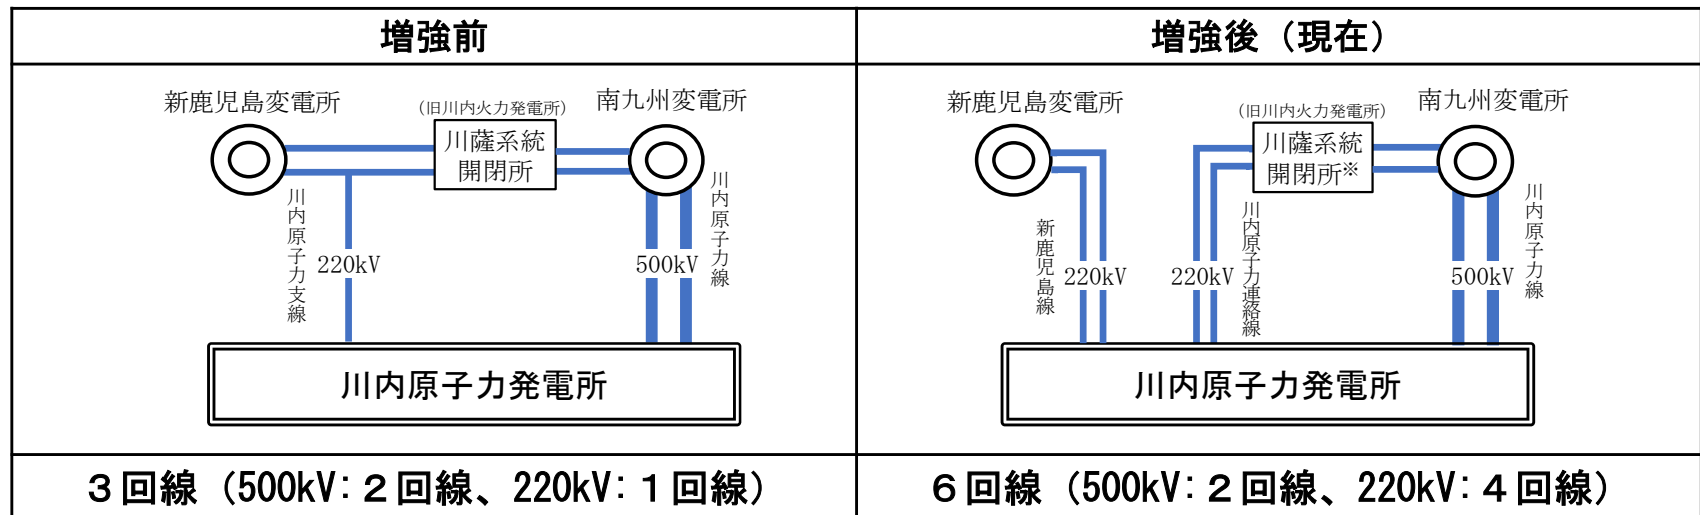 増強前
新鹿児島変電所
(旧川内火力発電所)
川薩系統
開閉所
南九州変電所
川内原子力支線
220kV
500kV
川内原子力線
川内原子力発電所
3回線（500kV:2回線、220kV:1回線）
増強後（現在）
新鹿児島変電所
(旧川内火力発電所)
川薩系統
開閉所※
南九州変電所
新鹿児島線
220kV
220kV
川内原子力連絡線
500kV
川内原子力線
川内原子力発電所
6回線（500kV:2回線、220kV:4回線）